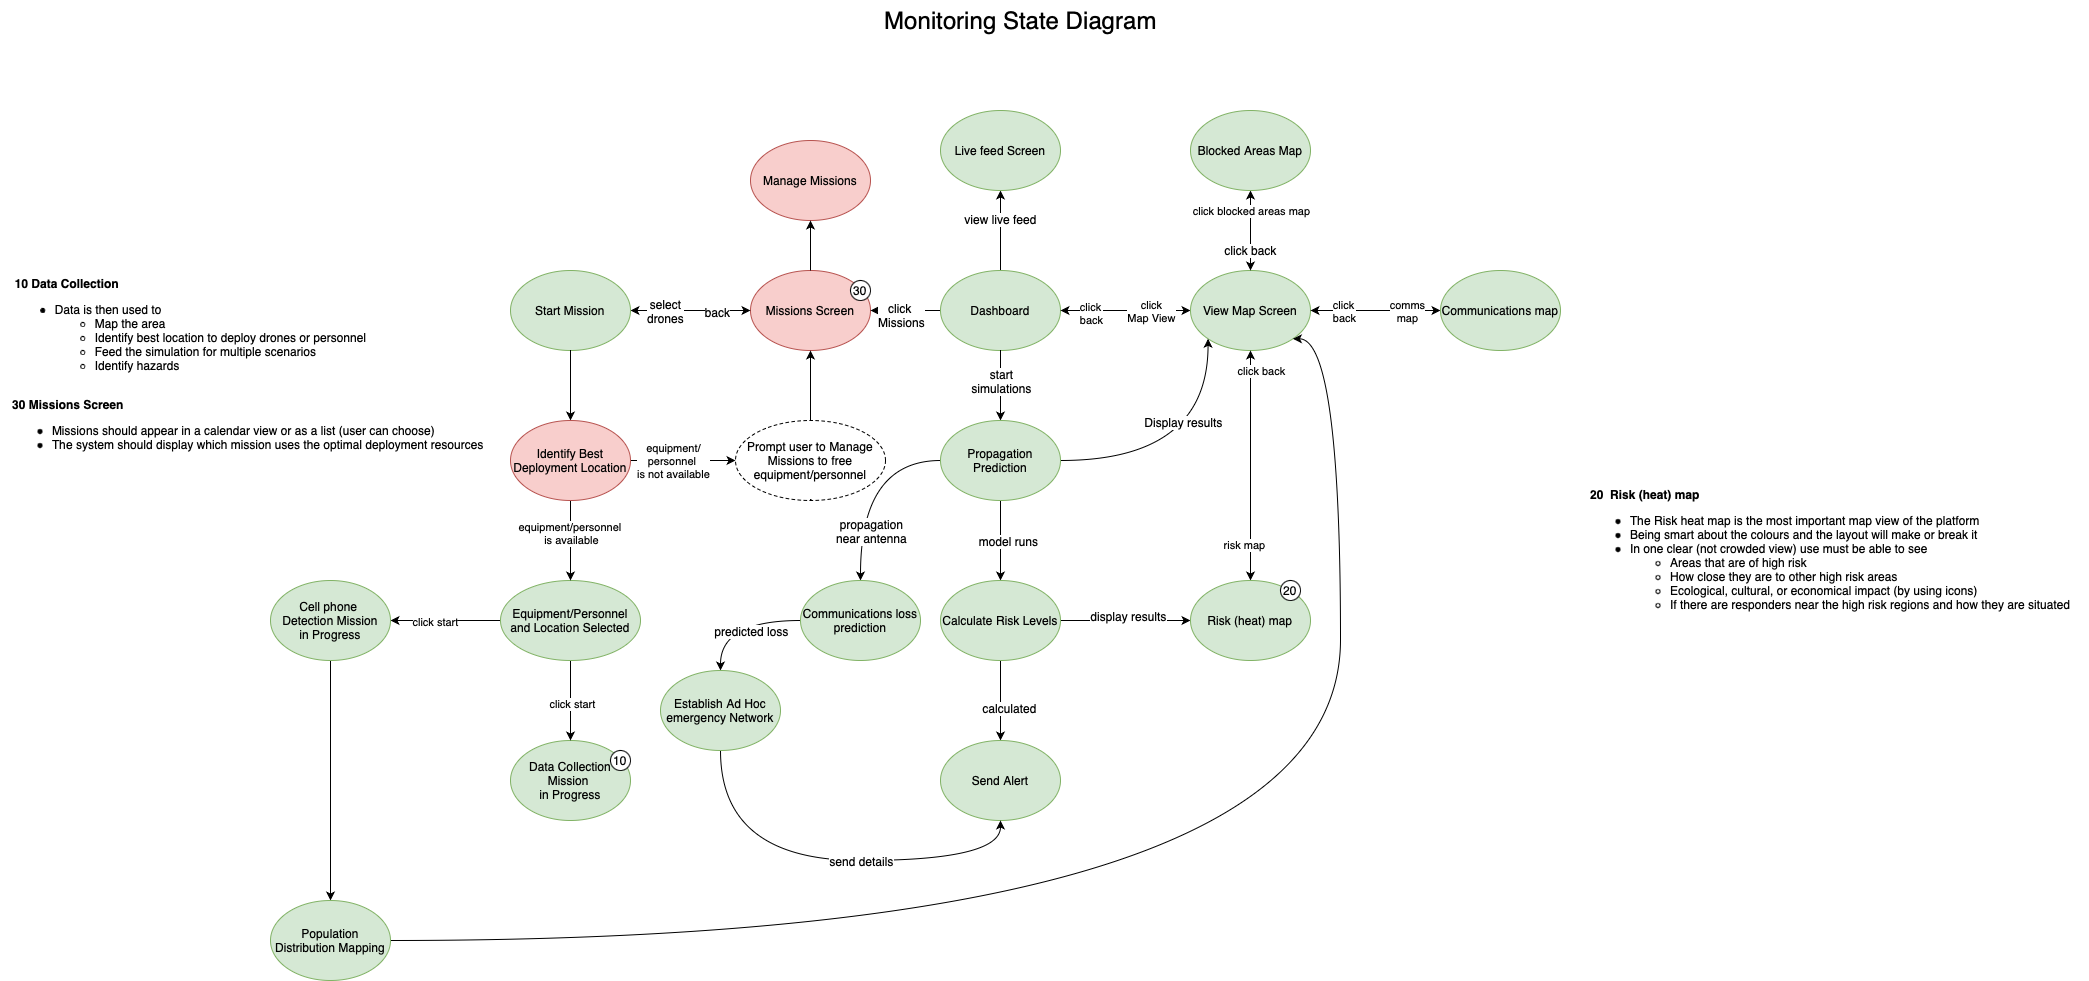 Monitoring State Diagram
Live feed Screen
Blocked Areas Map
Manage Missions
view live feed
click blocked areas map
click back
10 Data Collection
Data is then used to
Map the area
Identify best location to deploy drones or personnel
Feed the simulation for multiple scenarios
Identify hazards
Start Mission
select
drones
back
Missions Screen
30
click
Missions
Dashboard
click
back
click
Map View
View Map Screen
click
back
comms
map
Communications map
start
simulations
click back
30 Missions Screen
Missions should appear in a calendar view or as a list (user can choose)
The system should display which mission uses the optimal deployment resources
Identify Best
Deployment Location
equipment/
personnel
is not available
Prompt user to Manage
Missions to free
equipment/personnel
Propagation
Prediction
Display results
equipment/personnel
is available
propagation
near antenna
model runs
risk map
20 Risk (heat) map
The Risk heat map is the most important map view of the platform
Being smart about the colours and the layout will make or break it
In one clear (not crowded view) use must be able to see
Areas that are of high risk
How close they are to other high risk areas
Ecological, cultural, or economical impact (by using icons)
If there are responders near the high risk regions and how they are situated
Cell phone
Detection Mission
in Progress
click start
Equipment/Personnel
and Location Selected
Communications loss
prediction
predicted loss
Calculate Risk Levels
display results
Risk (heat) map
20
click start
Establish Ad Hoc
emergency Network
calculated
Data Collection
Mission
in Progress
10
Send Alert
send details
Population
Distribution Mapping